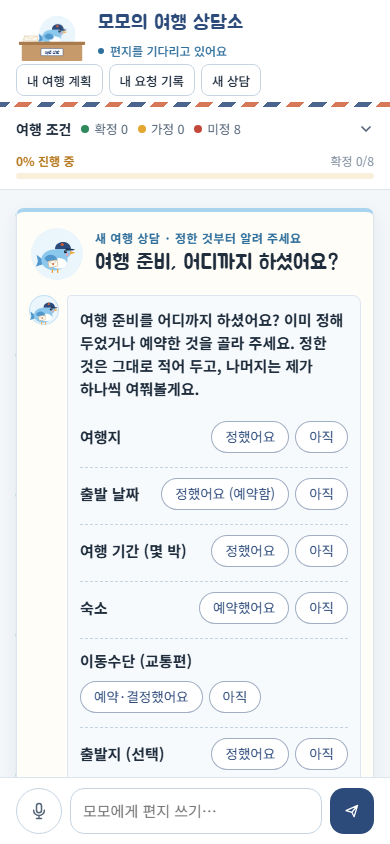 모모의 여행 상담소
편지를 기다리고 있어요
내 여행 계획
내 요청 기록
새 상담
여행 조건 확정 0 가정 0 미정 8
0% 진행 중 확정 0/8
새 여행 상담 · 정한 것부터 알려 주세요
여행 준비, 어디까지 하셨어요?
여행 준비를 어디까지 하셨어요? 이미 정해
두었거나 예약한 것을 골라 주세요. 정한
것은 그대로 적어 두고, 나머지는 제가
하나씩 여쭤볼게요.
여행지 정했어요 아직
출발 날짜 정했어요 (예약함) 아직
여행 기간 (몇 박) 정했어요 아직
숙소 예약했어요 아직
이동수단 (교통편)
예약·결정했어요 아직
출발지 (선택) 정했어요 아직
모모에게 편지 쓰기…